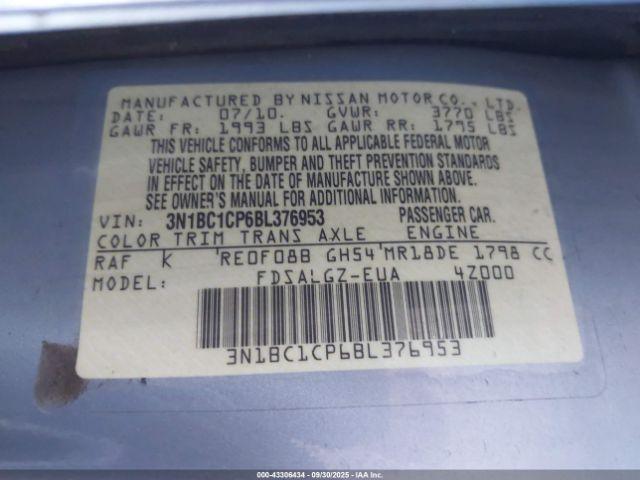 MANUFACTURED BY NISSAN MOTOR CO., LTD.
DATE: 07/10. GVWR: 3770 LBS
GAWR FR: 1993 LBS GAWR RR: 1795 LBS
THIS VEHICLE CONFORMS TO ALL APPLICABLE FEDERAL MOTOR
VEHICLE SAFETY, BUMPER AND THEFT PREVENTION STANDARDS
IN EFFECT ON THE DATE OF MANUFACTURE SHOWN ABOVE.
SEE OWNER'S MANUAL FOR ADDITIONAL INFORMATION.
VIN: 3N1BC1CP6BL376953 PASSENGER CAR.
COLOR TRIM TRANS AXLE ENGINE
RAF K RE0F08B GH54 MR18DE 1798 CC
MODEL: FDSALGZ-EUA 4Z000
3N1BC1CP6BL376953
000-43306434 - 09/30/2025 - IAA Inc.